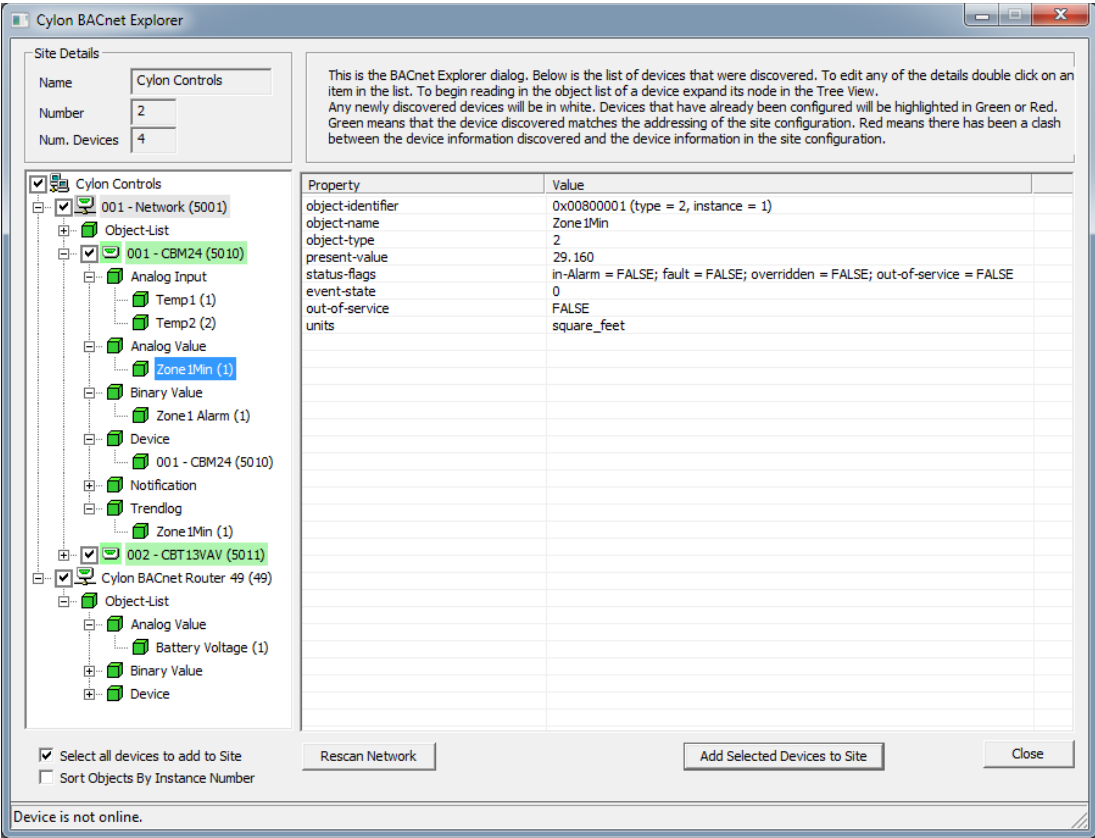 Cylon BACnet Explorer
Site Details
Name Cylon Controls
Number 2
Num. Devices 4
This is the BACnet Explorer dialog. Below is the list of devices that were discovered. To edit any of the details double click on an
item in the list. To begin reading in the object list of a device expand its node in the Tree View.
Any newly discovered devices will be in white. Devices that have already been configured will be highlighted in Green or Red.
Green means that the device discovered matches the addressing of the site configuration. Red means there has been a clash
between the device information discovered and the device information in the site configuration.
Cylon Controls
001 - Network (5001)
Object-List
001 - CBM24 (5010)
Analog Input
Temp1 (1)
Temp2 (2)
Analog Value
Zone1Min (1)
Binary Value
Zone1 Alarm (1)
Device
001 - CBM24 (5010)
Notification
Trendlog
Zone1Min (1)
002 - CBT13VAV (5011)
Cylon BACnet Router 49 (49)
Object-List
Analog Value
Battery Voltage (1)
Binary Value
Device
Property Value
object-identifier 0x00800001 (type = 2, instance = 1)
object-name Zone1Min
object-type 2
present-value 29.160
status-flags in-Alarm = FALSE; fault = FALSE; overridden = FALSE; out-of-service = FALSE
event-state 0
out-of-service FALSE
units square_feet
Select all devices to add to Site
Sort Objects By Instance Number
Rescan Network
Add Selected Devices to Site
Close
Device is not online.